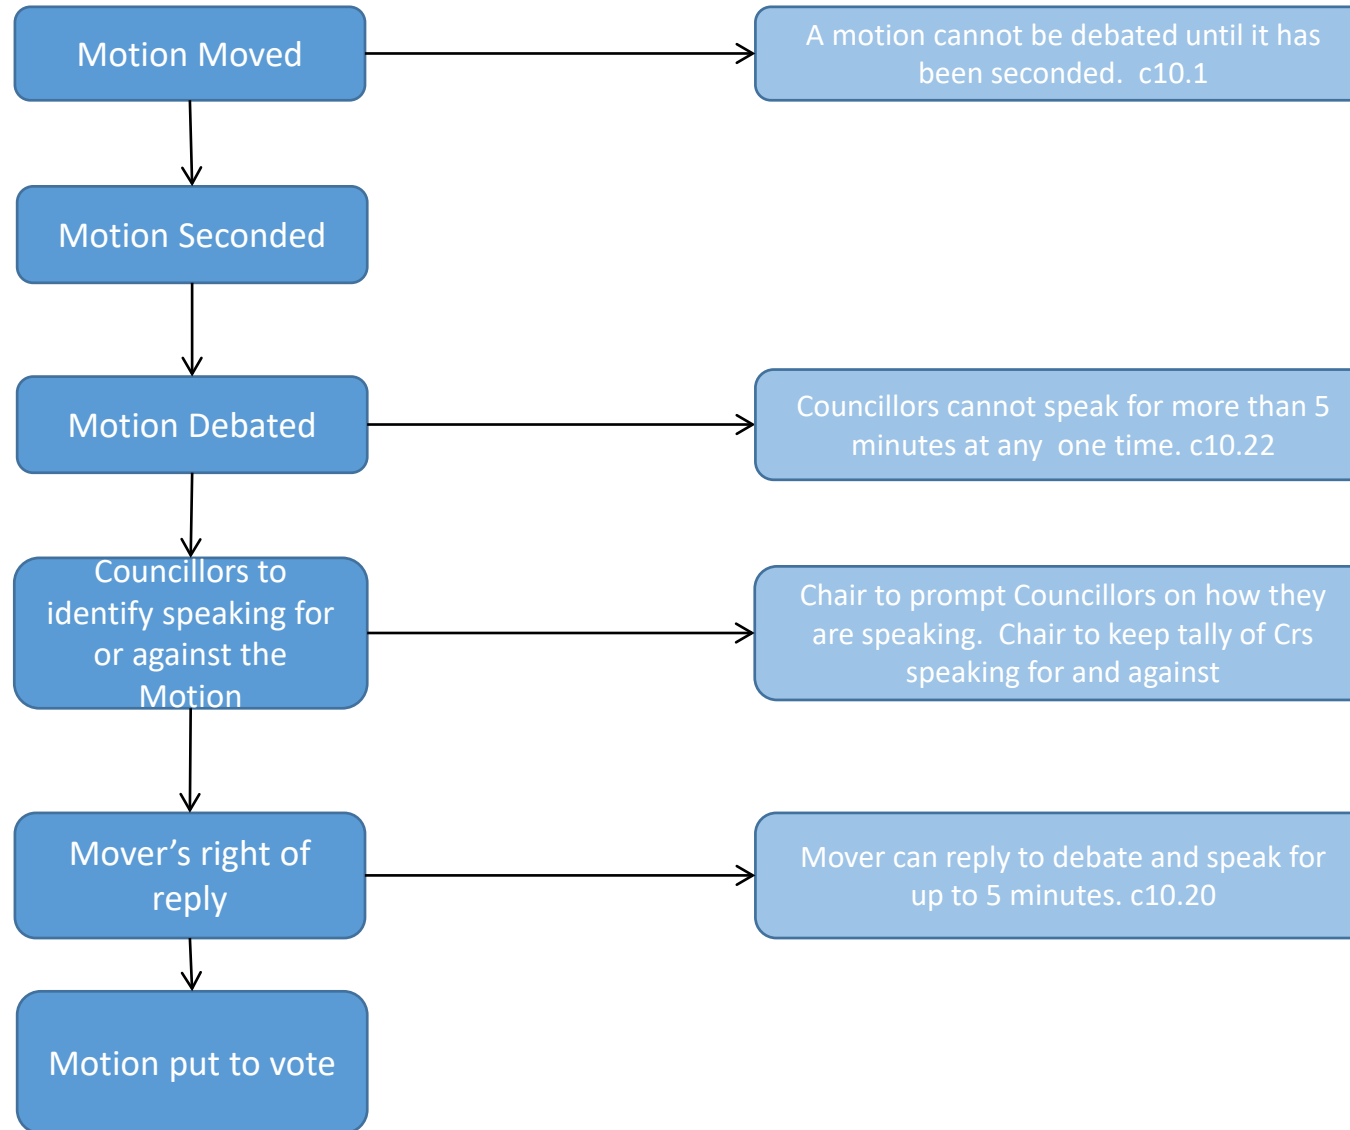 Motion Moved
A motion cannot be debated until it has
been seconded.  c10.1
Motion Seconded
Motion Debated
Councillors cannot speak for more than 5
minutes at any  one time. c10.22
Councillors to
identify speaking for
or against the
Motion
Chair to prompt Councillors on how they
are speaking.  Chair to keep tally of Crs
speaking for and against
Mover’s right of
reply
Mover can reply to debate and speak for
up to 5 minutes. c10.20
Motion put to vote